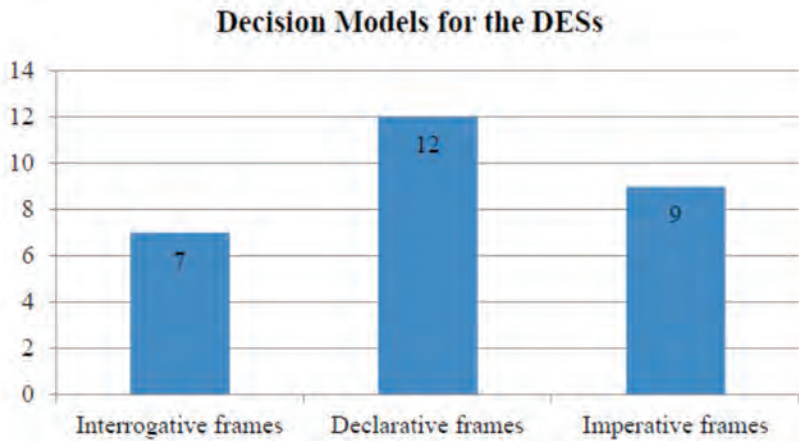 Decision Models for the DESs
14
12
10
8
6
4
2
0
7
12
9
Interrogative frames
Declarative frames
Imperative frames